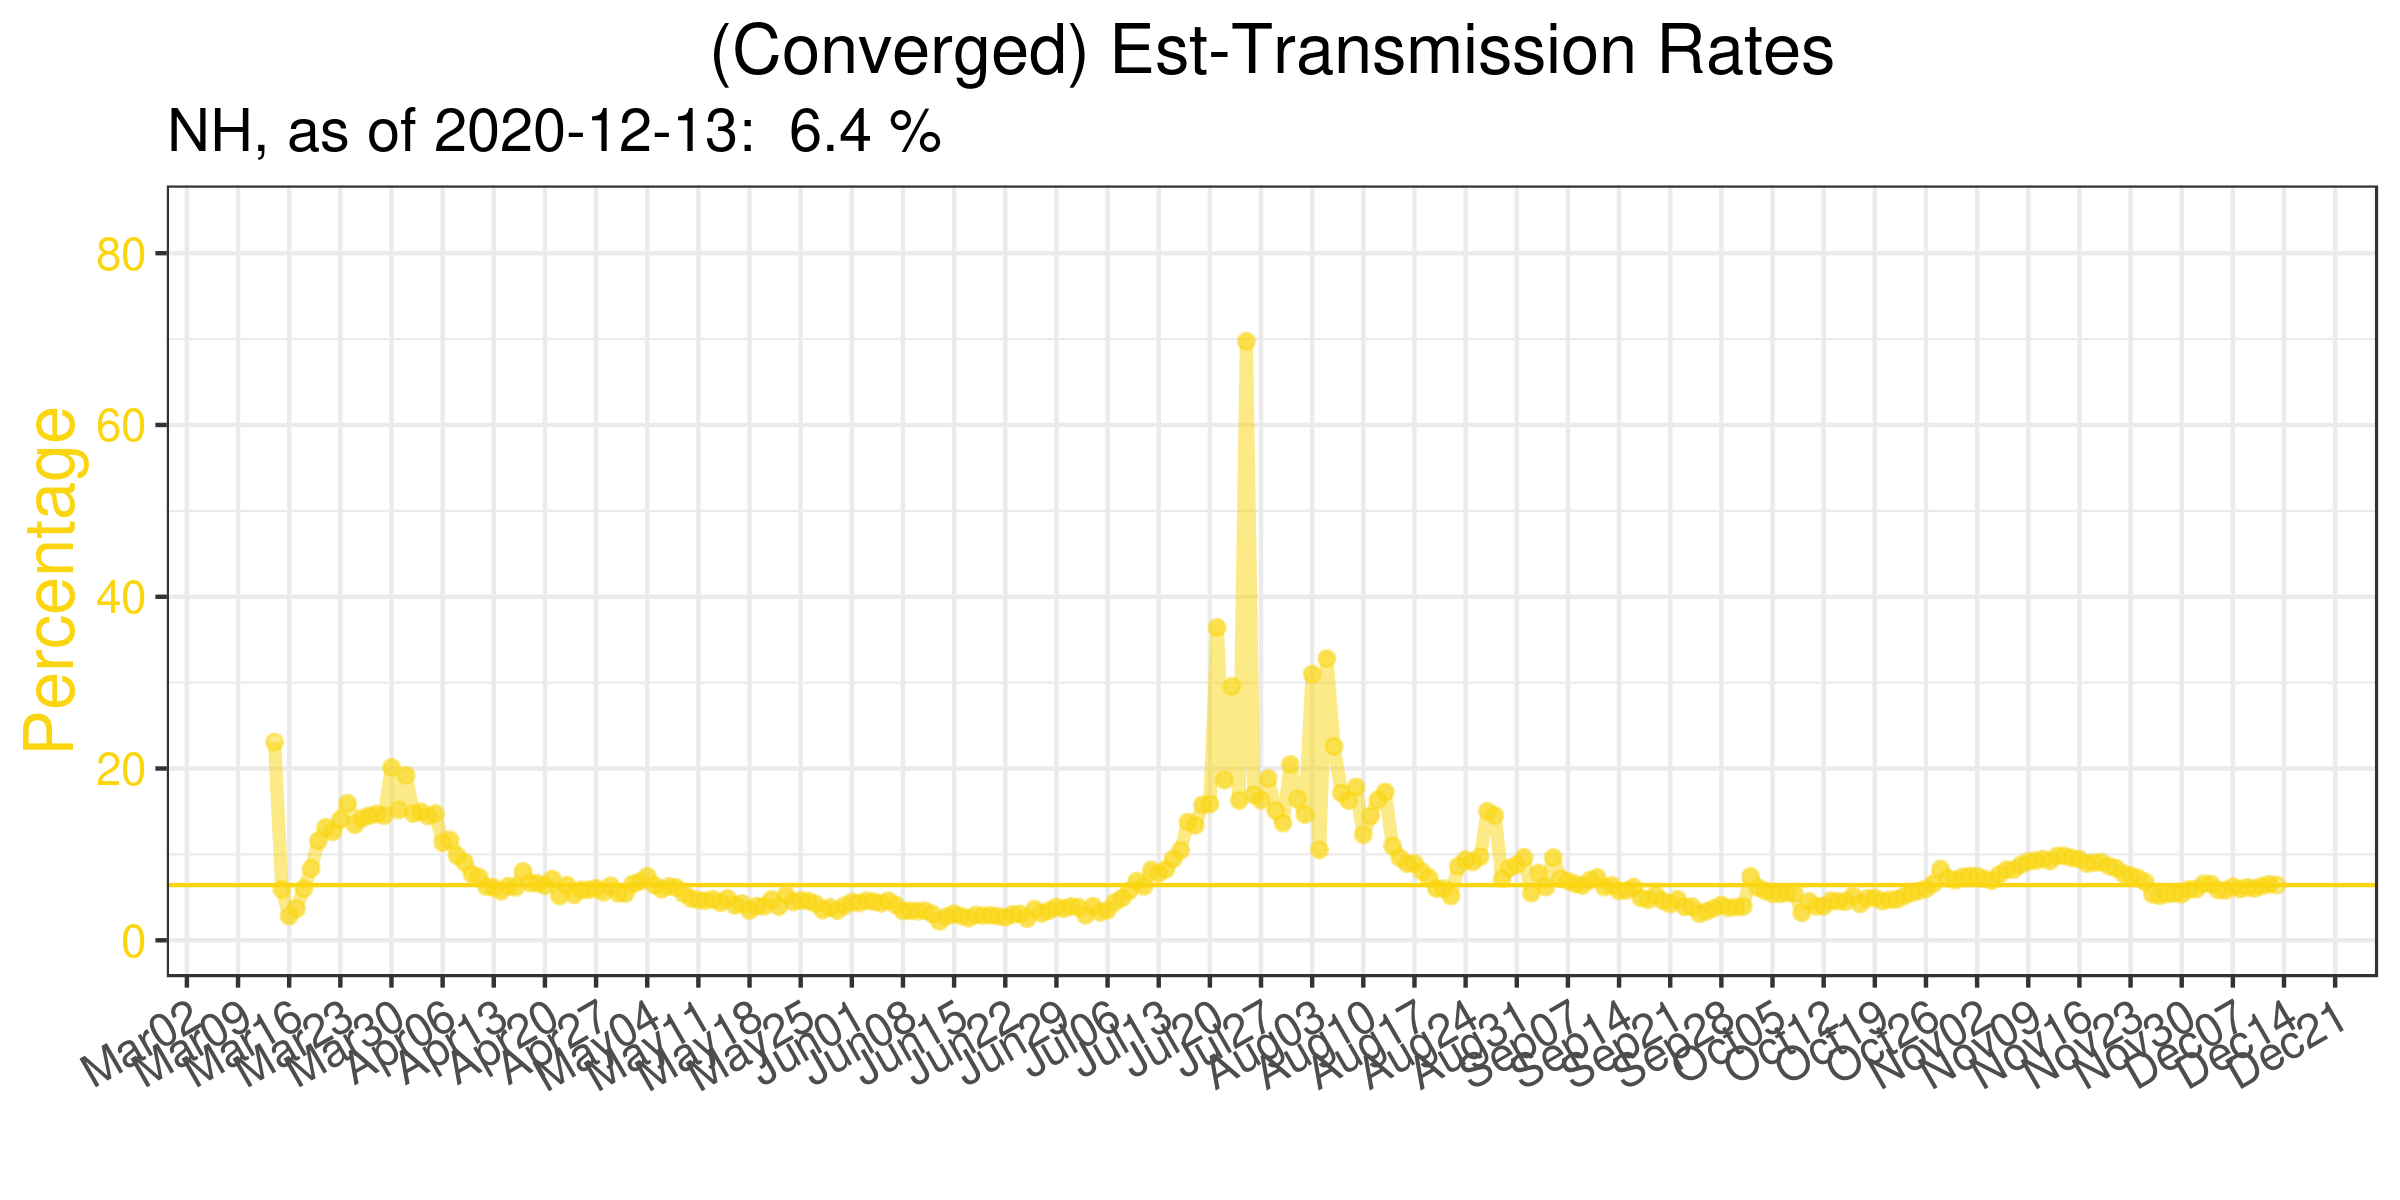 (Converged) Est-Transmission Rates
NH, as of 2020-12-13:  6.4 %
Percentage
80
60
40
20
0
Mar02
Mar09
Mar16
Mar23
Mar30
Apr06
Apr13
Apr20
Apr27
May04
May11
May18
May25
Jun01
Jun08
Jun15
Jun22
Jun29
Jul06
Jul13
Jul20
Jul27
Aug03
Aug10
Aug17
Aug24
Aug31
Sep07
Sep14
Sep21
Sep28
Oct05
Oct12
Oct19
Oct26
Nov02
Nov09
Nov16
Nov23
Nov30
Dec07
Dec14
Dec21